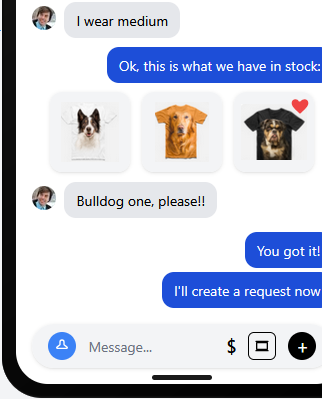 I wear medium
Ok, this is what we have in stock:
Bulldog one, please!!
You got it!
I'll create a request now
Message...
$
+